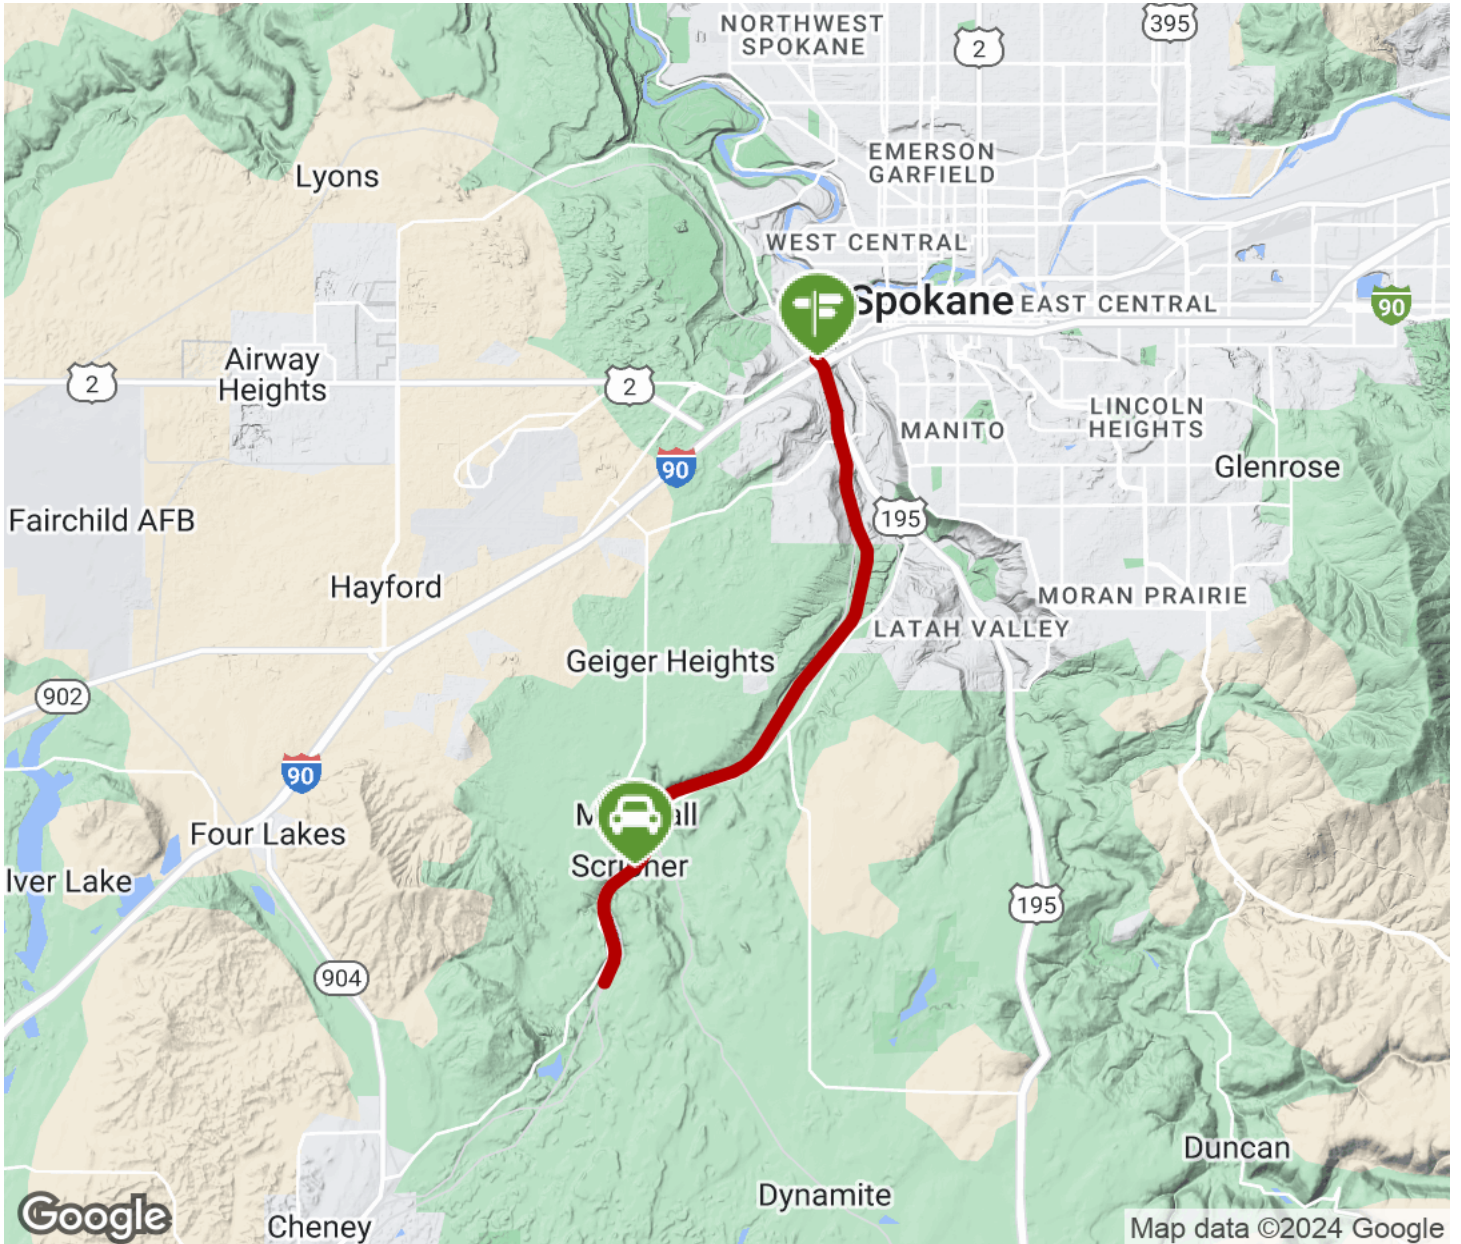 NORTHWEST
SPOKANE
395
2
EMERSON
GARFIELD
Lyons
WEST CENTRAL
Spokane
EAST CENTRAL
90
Airway
Heights
2
2
LINCOLN
HEIGHTS
MANITO
90
Glenrose
Fairchild AFB
195
Hayford
MORAN PRAIRIE
LATAH VALLEY
Geiger Heights
902
90
all
Four Lakes
lver Lake
195
904
Duncan
Dynamite
Google
Cheney
Map data ©2024 Google